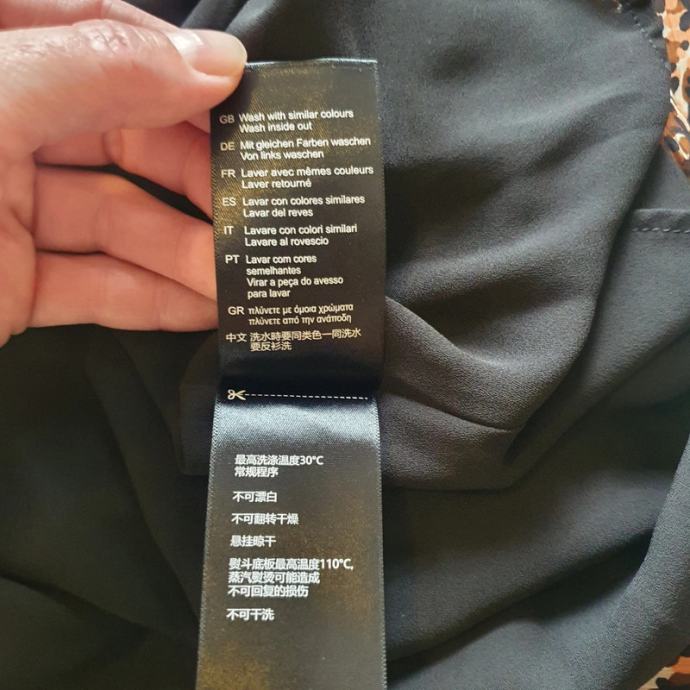 GB Wash with similar colours
Wash inside out
DE Mit gleichen Farben waschen
Von links waschen
FR Laver avec mêmes couleurs
Laver retourné
ES Lavar con colores similares
Lavar del reves
IT Lavare con colori similari
Lavare al rovescio
PT Lavar com cores
semelhantes
Virar a peça do avesso
para lavar
GR πλύνετε με όμοια χρώματα
πλύνετε από την ανάποδη
中文 洗水時要同类色一同洗水
要反衫洗
最高洗涤温度30°C
常规程序
不可漂白
不可翻转干燥
悬挂晾干
熨斗底板最高温度110°C,
蒸汽熨烫可能造成
不可回复的损伤
不可干洗